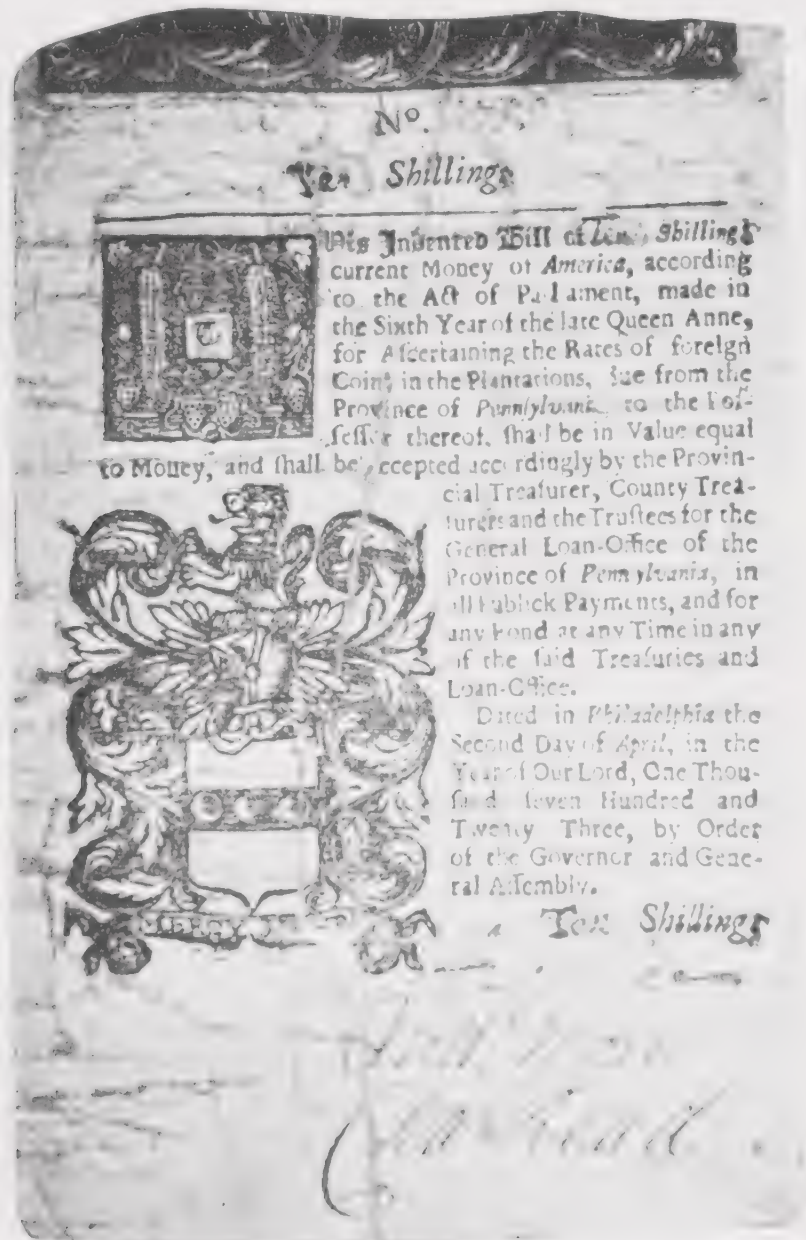 No.
Ten Shillings
THis Indented Bill of Ten Shillings
current Money of America, according
to the Act of Parliament, made in
the Sixth Year of the late Queen Anne,
for Aſcertaining the Rates of foreign
Coins in the Plantations, due from the
Province of Pennſylvania to the Poſ-
ſeſſor thereof, ſhall be in Value equal
to Money, and ſhall be accepted accordingly by the Provin-
cial Treaſurer, County Trea-
ſurers and the Truſtees for the
General Loan-Office of the
Province of Pennſylvania, in
all Publick Payments, and for
any Fond at any Time in any
of the ſaid Treaſuries and
Loan-Office.
Dated in Philadelphia the
Second Day of April, in the
Year of Our Lord, One Thou-
ſand ſeven Hundred and
Twenty Three, by Order
of the Governor and Gene-
ral Aſſembly.
Ten Shillings